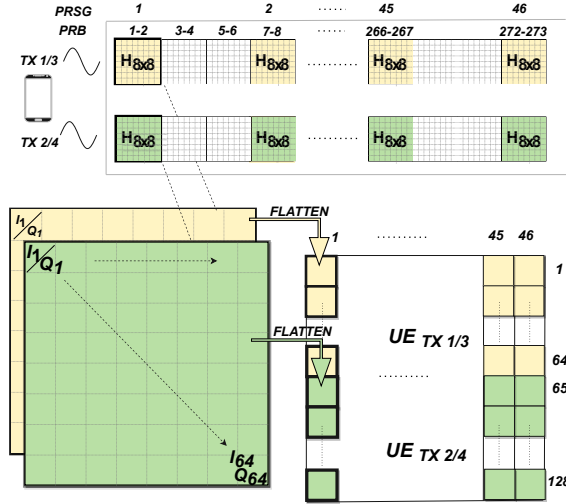 PRSG 1 2 ........ 45 46
PRB 1-2 3-4 5-6 7-8 266-267 272-273
TX 1/3 H8x8 H8x8 ........ H8x8 H8x8
TX 2/4 H8x8 H8x8 ........ H8x8 H8x8
I1/Q1 FLATTEN
I1/Q1
1 ........ 45 46
1
FLATTEN
UE TX 1/3
64
65
........
UE TX 2/4
I64
Q64
128